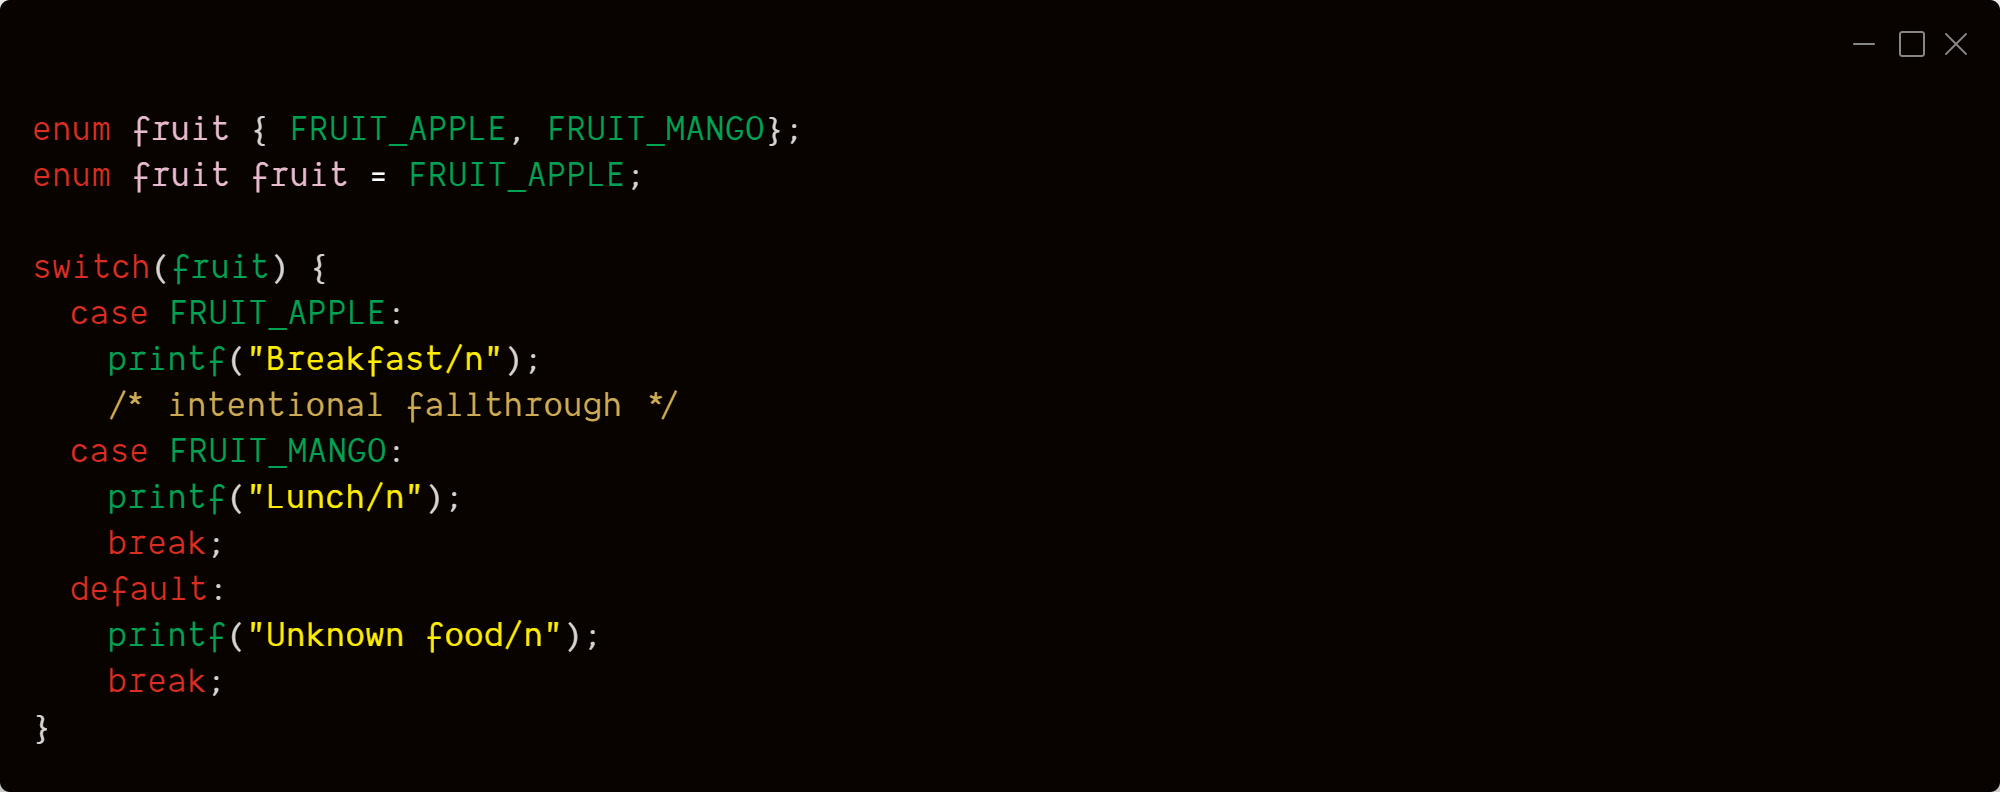 enum fruit { FRUIT_APPLE, FRUIT_MANGO};
enum fruit fruit = FRUIT_APPLE;
switch(fruit) {
  case FRUIT_APPLE:
    printf("Breakfast/n");
    /* intentional fallthrough */
  case FRUIT_MANGO:
    printf("Lunch/n");
    break;
  default:
    printf("Unknown food/n");
    break;
}